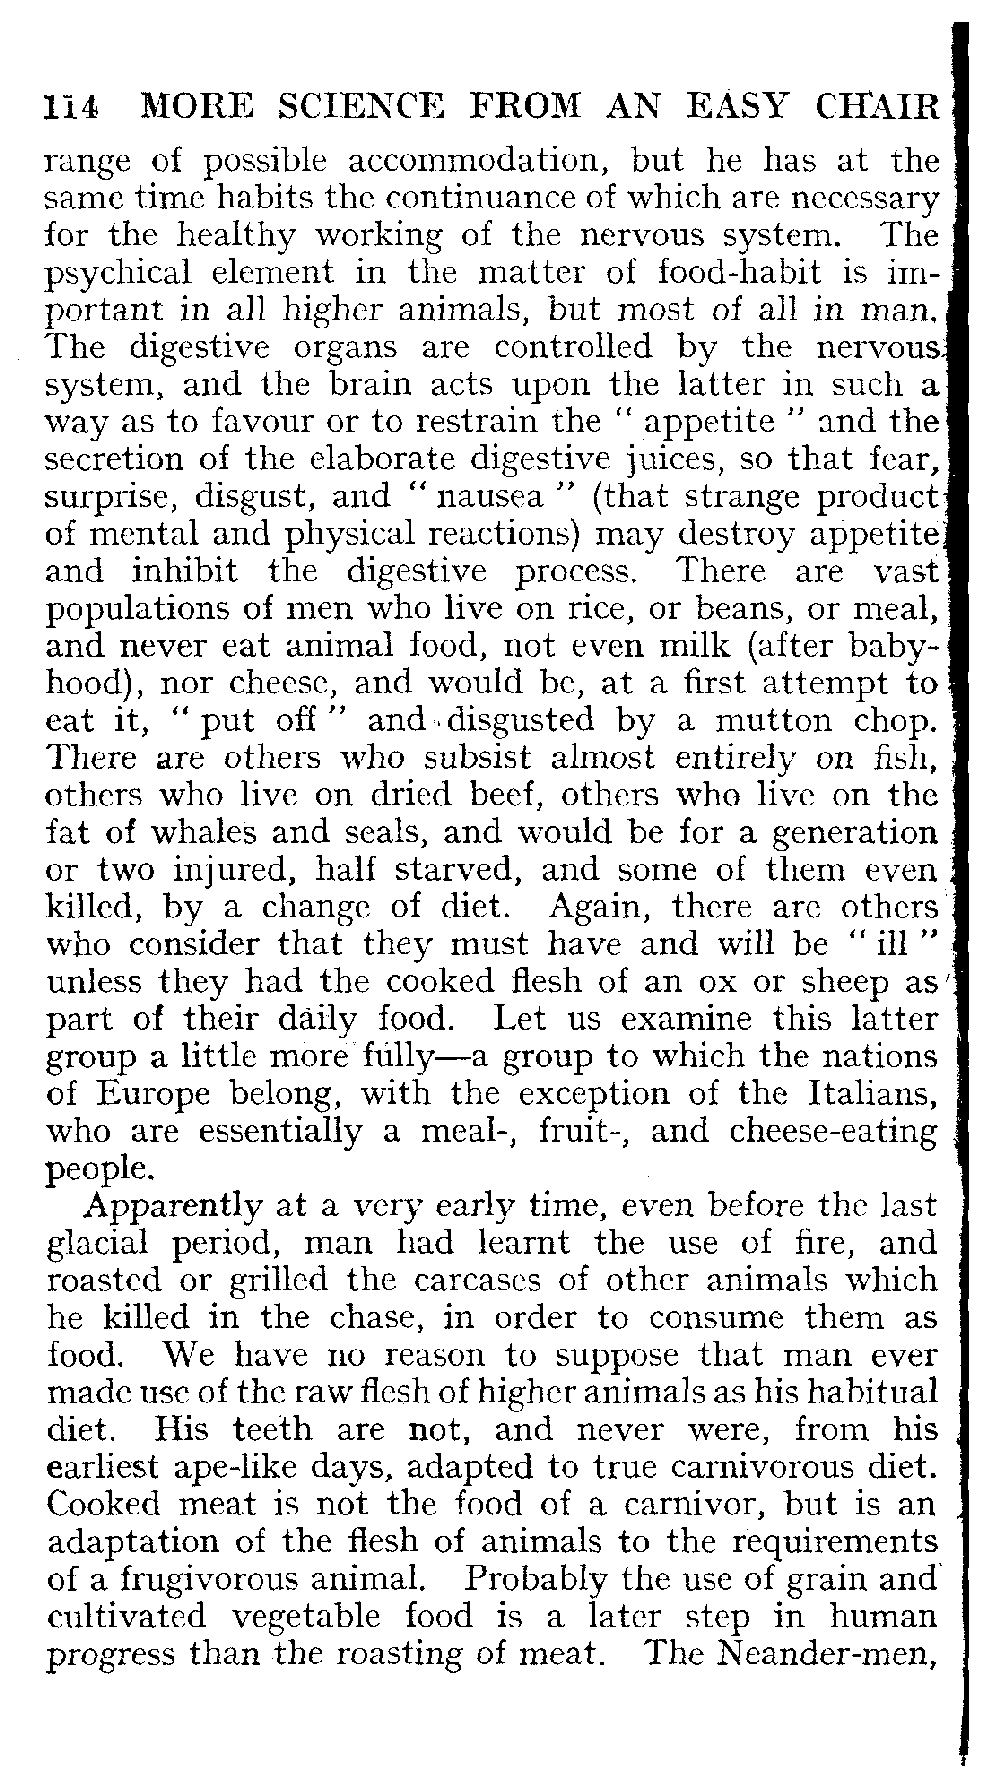 114 MORE SCIENCE FROM AN EASY CHAIR
range of possible accommodation, but he has at the
same time habits the continuance of which are necessary
for the healthy working of the nervous system. The
psychical element in the matter of food-habit is im-
portant in all higher animals, but most of all in man.
The digestive organs are controlled by the nervous
system, and the brain acts upon the latter in such a
way as to favour or to restrain the “ appetite ” and the
secretion of the elaborate digestive juices, so that fear,
surprise, disgust, and “ nausea ” (that strange product
of mental and physical reactions) may destroy appetite
and inhibit the digestive process. There are vast
populations of men who live on rice, or beans, or meal,
and never eat animal food, not even milk (after baby-
hood), nor cheese, and would be, at a first attempt to
eat it, “ put off ” and disgusted by a mutton chop.
There are others who subsist almost entirely on fish,
others who live on dried beef, others who live on the
fat of whales and seals, and would be for a generation
or two injured, half starved, and some of them even
killed, by a change of diet. Again, there are others
who consider that they must have and will be “ ill ”
unless they had the cooked flesh of an ox or sheep as
part of their daily food. Let us examine this latter
group a little more fully—a group to which the nations
of Europe belong, with the exception of the Italians,
who are essentially a meal-, fruit-, and cheese-eating
people.
Apparently at a very early time, even before the last
glacial period, man had learnt the use of fire, and
roasted or grilled the carcases of other animals which
he killed in the chase, in order to consume them as
food. We have no reason to suppose that man ever
made use of the raw flesh of higher animals as his habitual
diet. His teeth are not, and never were, from his
earliest ape-like days, adapted to true carnivorous diet.
Cooked meat is not the food of a carnivor, but is an
adaptation of the flesh of animals to the requirements
of a frugivorous animal. Probably the use of grain and
cultivated vegetable food is a later step in human
progress than the roasting of meat. The Neander-men,